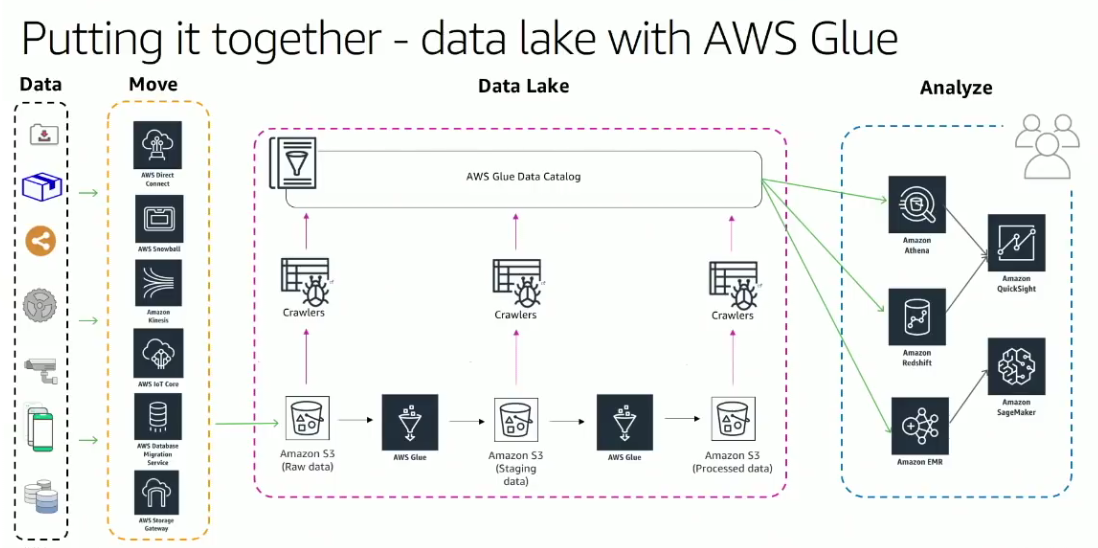 Putting it together - data lake with AWS Glue
Data
Move
Data Lake
Analyze
AWS Direct
Connect
AWS Snowball
Amazon
Kinesis
AWS IoT Core
AWS Database
Migration
Service
AWS Storage
Gateway
AWS Glue Data Catalog
Crawlers
Crawlers
Crawlers
Amazon S3
(Raw data)
AWS Glue
Amazon S3
(Staging
data)
AWS Glue
Amazon S3
(Processed data)
Amazon
Athena
Amazon
Redshift
Amazon EMR
Amazon
QuickSight
Amazon
SageMaker